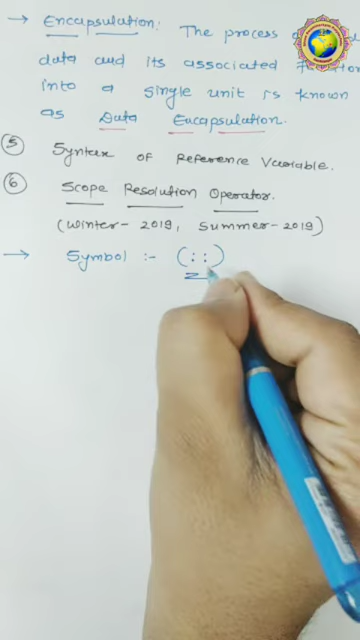 → Encapsulation: The process of
data and its associated
into a single unit is known
as Data Encapsulation.
⑤ Syntax of Reference Variable.
⑥ Scope Resolution Operator.
(Winter-2019, Summer-2019)
→ Symbol :- (::)